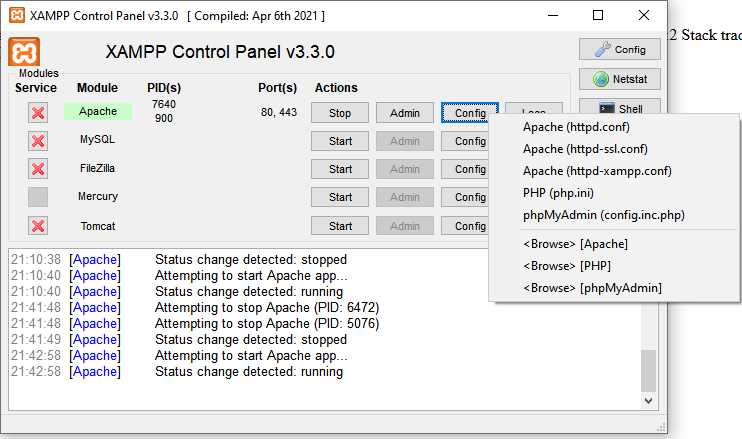 XAMPP Control Panel v3.3.0 [ Compiled: Apr 6th 2021 ]
2 Stack trac
XAMPP Control Panel v3.3.0
Config
Modules
Service Module PID(s) Port(s) Actions
Netstat
Apache 7640 900 80, 443 Stop Admin Config Logs
Shell
MySQL Start Admin Config
FileZilla Start Admin Config
Mercury Start Admin Config
Tomcat Start Admin Config
Apache (httpd.conf)
Apache (httpd-ssl.conf)
Apache (httpd-xampp.conf)
PHP (php.ini)
phpMyAdmin (config.inc.php)
<Browse> [Apache]
<Browse> [PHP]
<Browse> [phpMyAdmin]
21:10:38 [Apache] Status change detected: stopped
21:10:40 [Apache] Attempting to start Apache app...
21:10:40 [Apache] Status change detected: running
21:41:48 [Apache] Attempting to stop Apache (PID: 6472)
21:41:48 [Apache] Attempting to stop Apache (PID: 5076)
21:41:49 [Apache] Status change detected: stopped
21:42:58 [Apache] Attempting to start Apache app...
21:42:58 [Apache] Status change detected: running